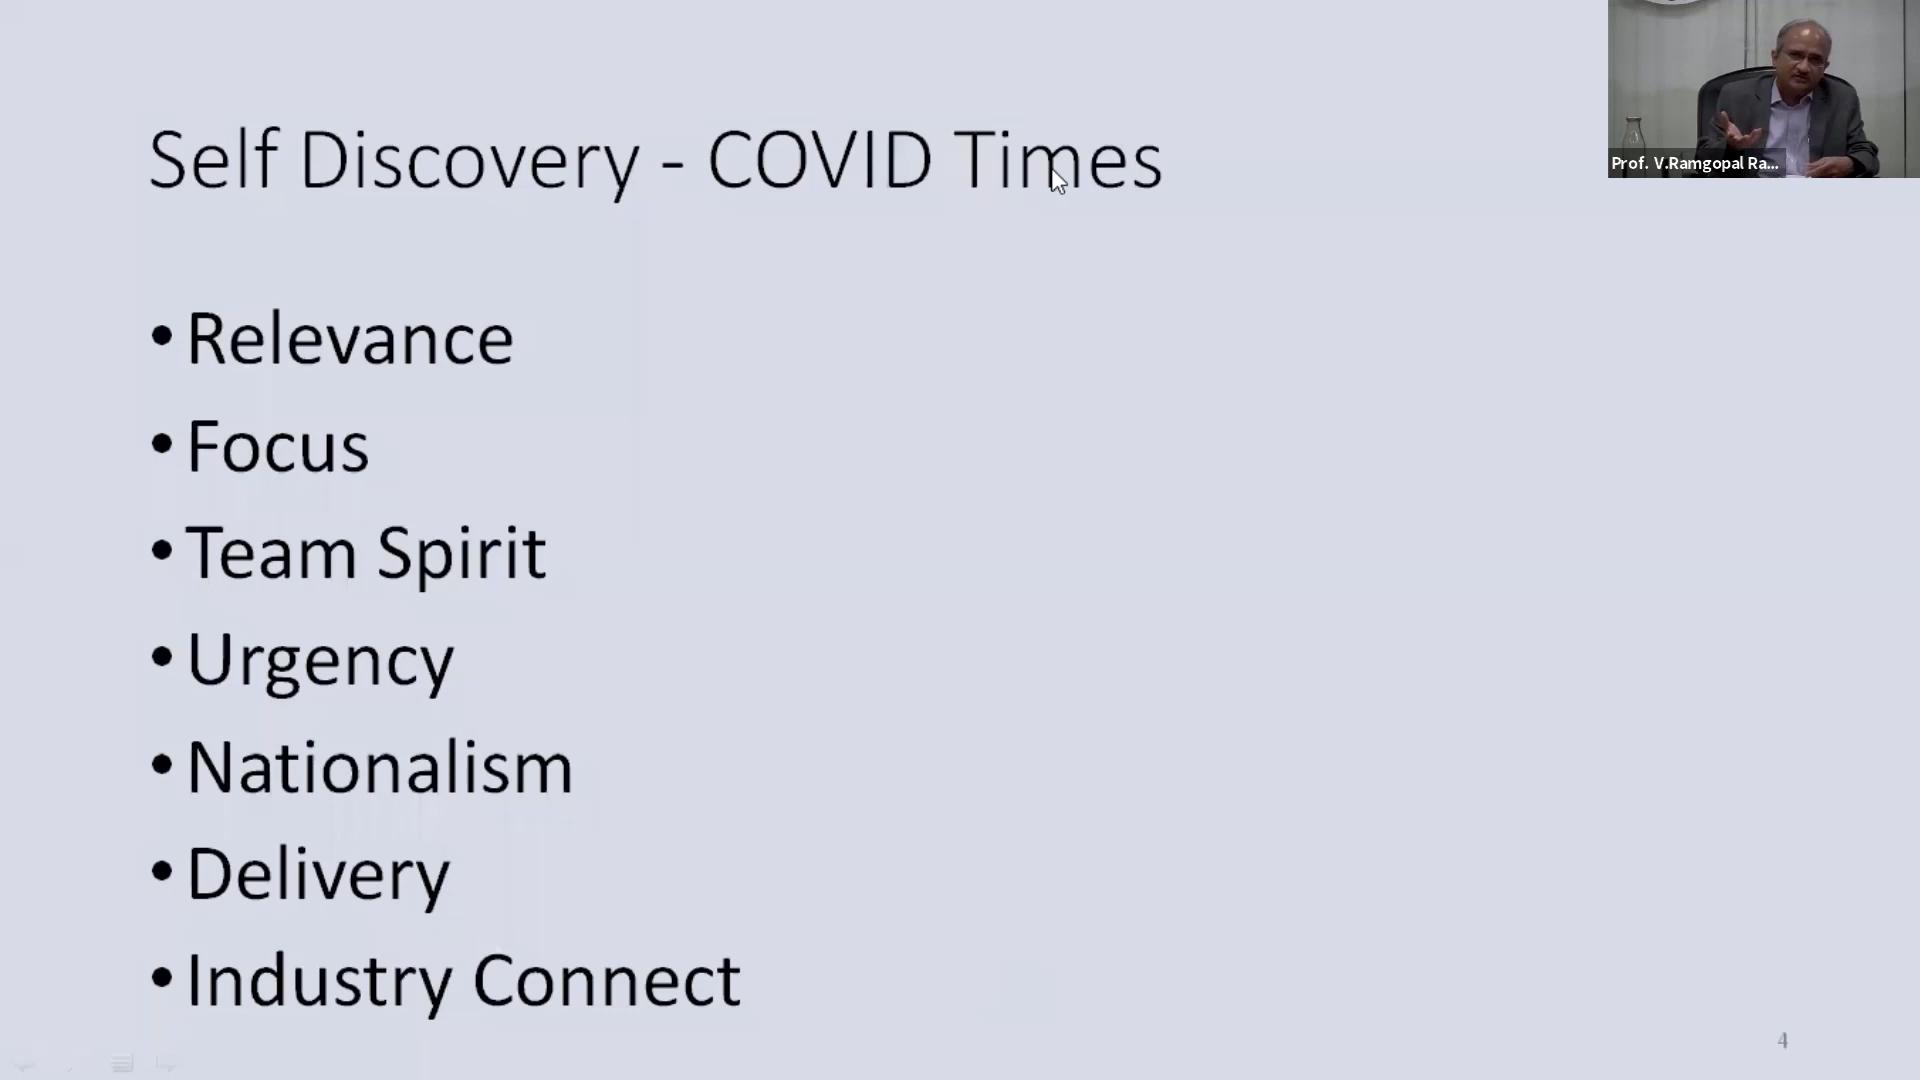 Self Discovery - COVID Times
Prof. V.Ramgopal Ra...
• Relevance
• Focus
• Team Spirit
• Urgency
• Nationalism
• Delivery
• Industry Connect
4